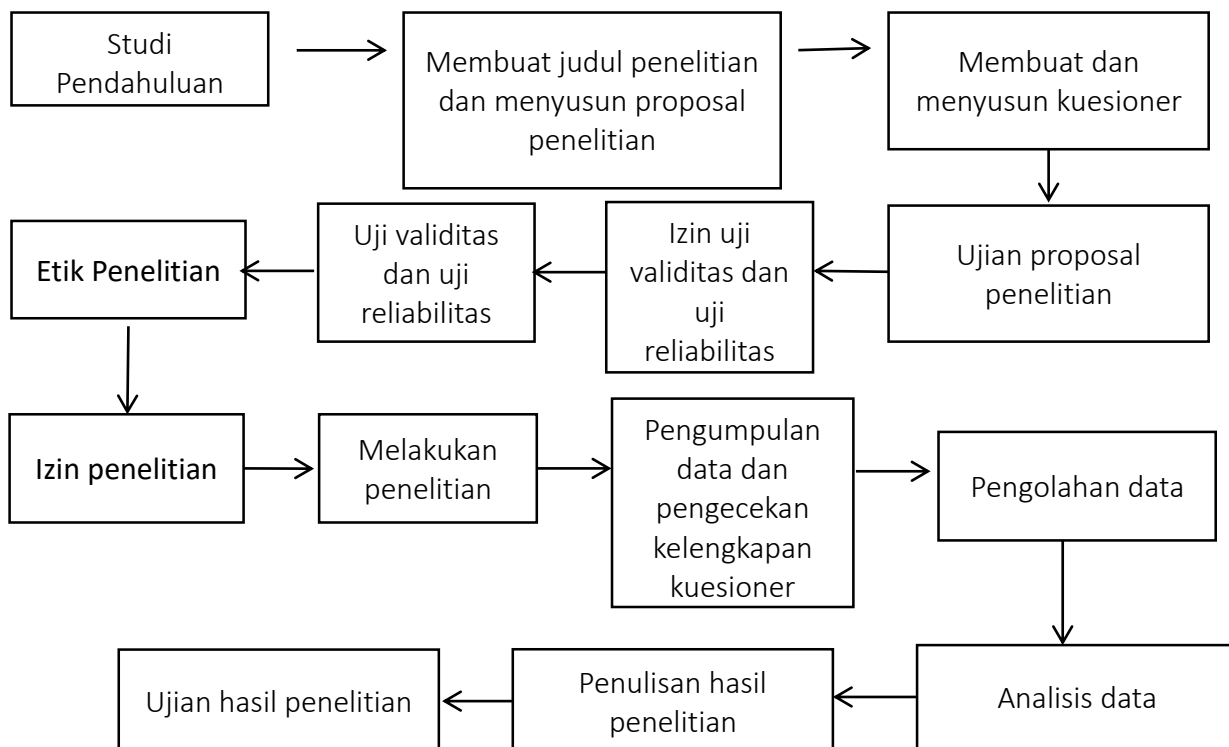 Studi
Pendahuluan
Membuat judul penelitian
dan menyusun proposal
penelitian
Membuat dan
menyusun kuesioner
Ujian proposal
penelitian
Izin uji
validitas dan
uji
reliabilitas
Uji validitas
dan uji
reliabilitas
Etik Penelitian
Izin penelitian
Melakukan
penelitian
Pengumpulan
data dan
pengecekan
kelengkapan
kuesioner
Pengolahan data
Analisis data
Penulisan hasil
penelitian
Ujian hasil penelitian